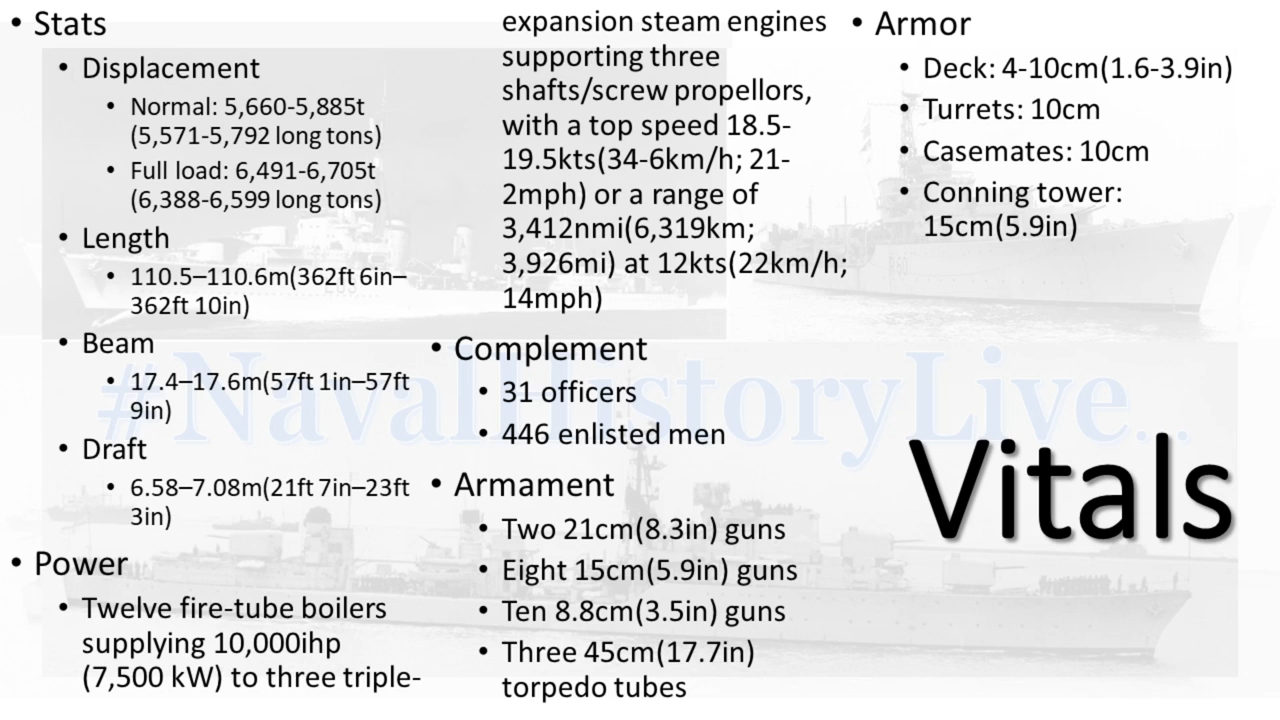 • Stats
• Displacement
• Normal: 5,660-5,885t
(5,571-5,792 long tons)
• Full load: 6,491-6,705t
(6,388-6,599 long tons)
• Length
• 110.5–110.6m(362ft 6in–
362ft 10in)
• Beam
• 17.4–17.6m(57ft 1in–57ft
9in)
• Draft
• 6.58–7.08m(21ft 7in–23ft
3in)
• Power
• Twelve fire-tube boilers
supplying 10,000ihp
(7,500 kW) to three triple-
expansion steam engines
supporting three
shafts/screw propellors,
with a top speed 18.5-
19.5kts(34-6km/h; 21-
2mph) or a range of
3,412nmi(6,319km;
3,926mi) at 12kts(22km/h;
14mph)
• Complement
• 31 officers
• 446 enlisted men
• Armament
• Two 21cm(8.3in) guns
• Eight 15cm(5.9in) guns
• Ten 8.8cm(3.5in) guns
• Three 45cm(17.7in)
torpedo tubes
• Armor
• Deck: 4-10cm(1.6-3.9in)
• Turrets: 10cm
• Casemates: 10cm
• Conning tower:
15cm(5.9in)
#NavalHistoryLive...
Vitals